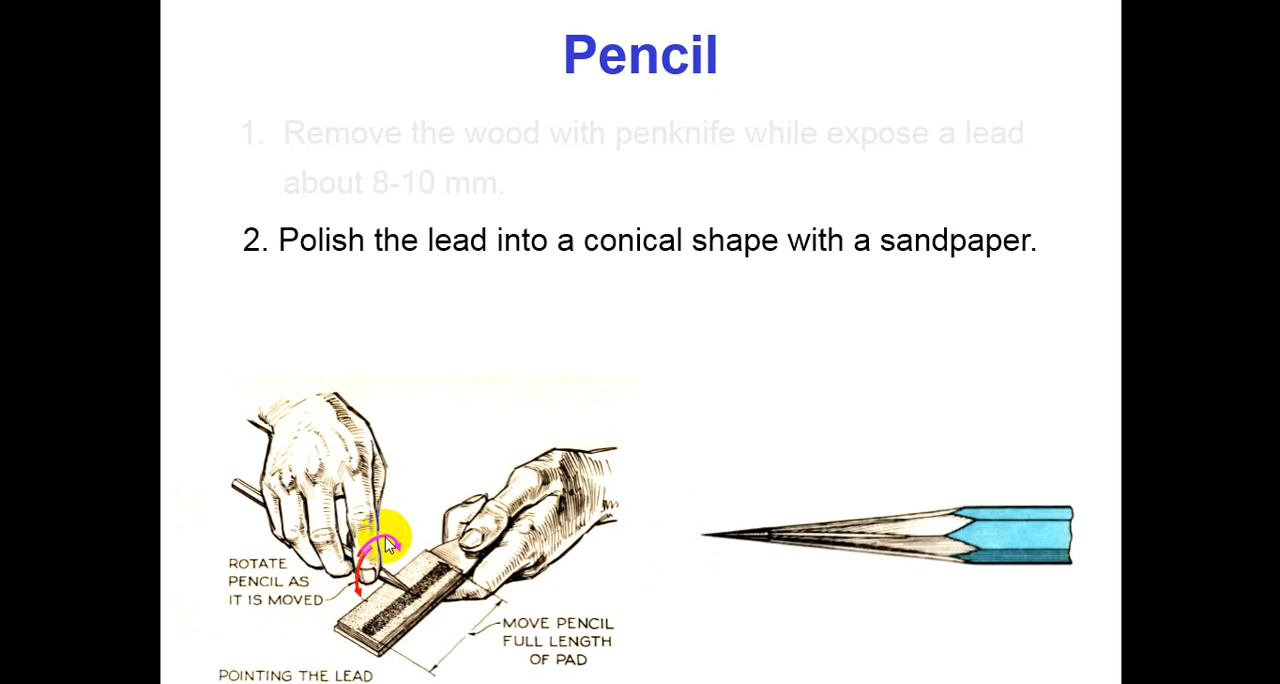 Pencil
1. Remove the wood with penknife while expose a lead
about 8-10 mm.
2. Polish the lead into a conical shape with a sandpaper.
ROTATE
PENCIL AS
IT IS MOVED
MOVE PENCIL
FULL LENGTH
OF PAD
POINTING THE LEAD